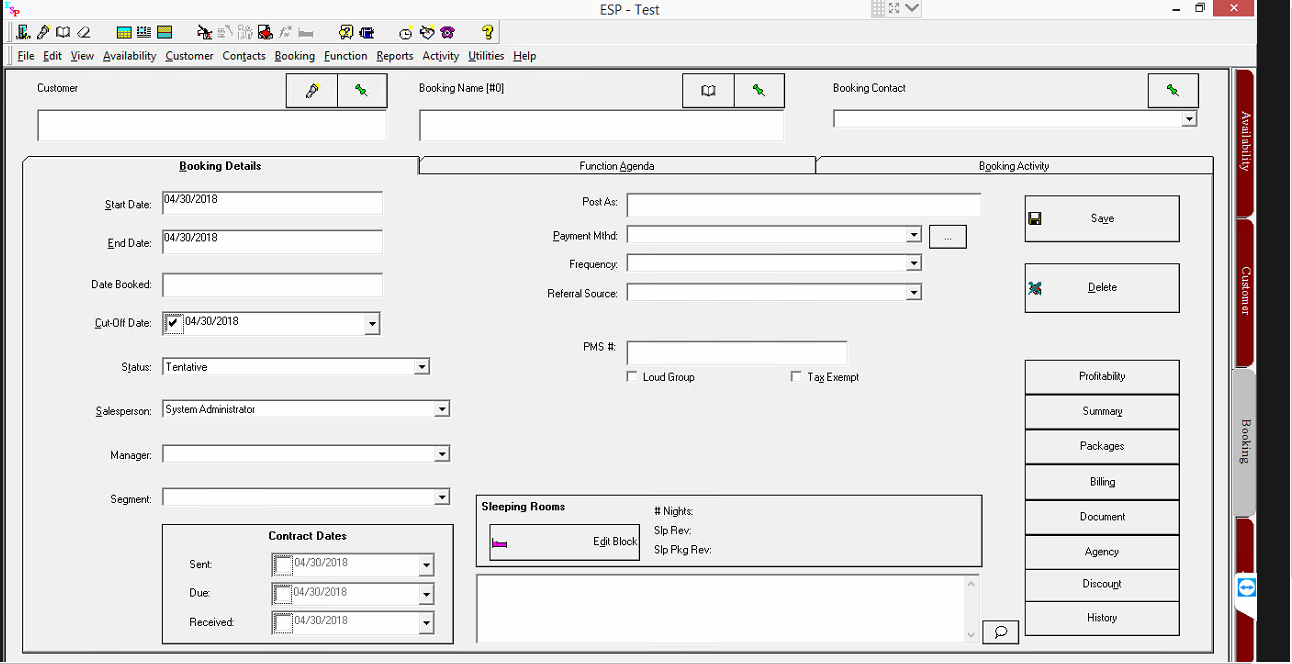 ESP
ESP - Test
File Edit View Availability Customer Contacts Booking Function Reports Activity Utilities Help
Customer
Booking Name [#0]
Booking Contact
Booking Details
Function Agenda
Booking Activity
Start Date: 04/30/2018
End Date: 04/30/2018
Date Booked:
Cut-Off Date: 04/30/2018
Status: Tentative
Salesperson: System Administrator
Manager:
Segment:
Contract Dates
Sent: 04/30/2018
Due: 04/30/2018
Received: 04/30/2018
Post As:
Payment Mthd: ...
Frequency:
Referral Source:
PMS #:
Loud Group Tax Exempt
Sleeping Rooms
Edit Block
# Nights:
Slp Rev:
Slp Pkg Rev:
Save
Delete
Profitability
Summary
Packages
Billing
Document
Agency
Discount
History
Availability
Customer
Booking